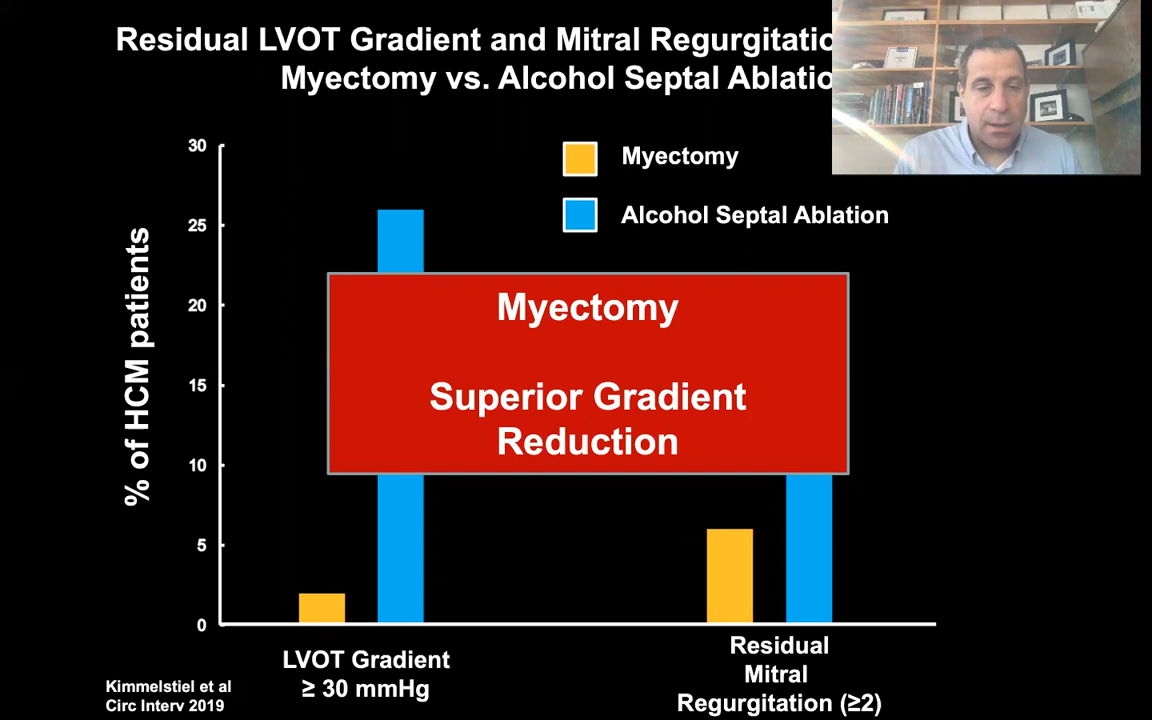 Residual LVOT Gradient and Mitral
Myectomy vs. Alcohol Septal
30
25
20
15
10
5
0
% of HCM patients
Myectomy
Alcohol Septal Ablation
Myectomy
Superior Gradient
Reduction
LVOT Gradient
≥ 30 mmHg
Residual
Mitral
Regurgitation (≥2)
Kimmelstiel et al
Circ Interv 2019